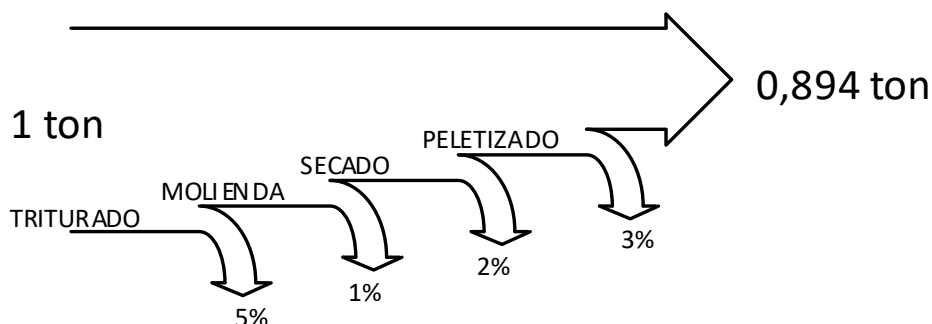 0,894 ton
1 ton
PELETIZADO
SECADO
MOLIENDA
TRITURADO
3%
2%
1%
5%